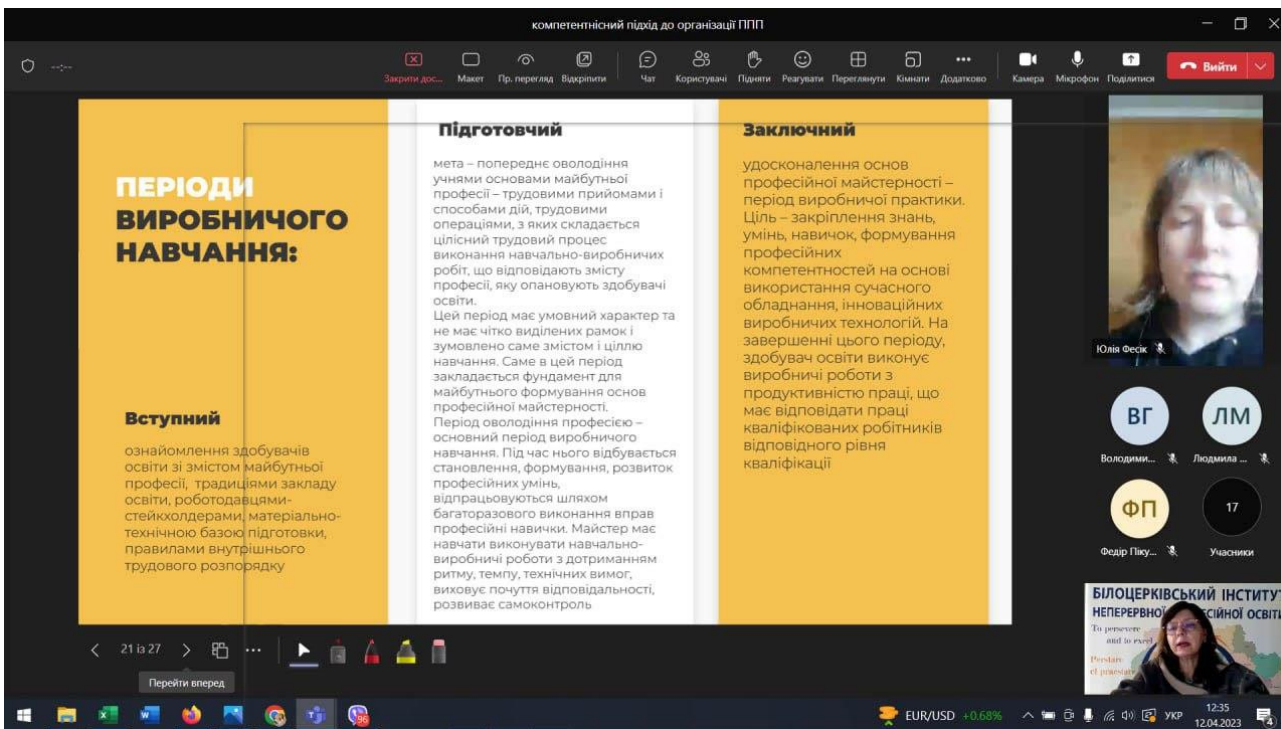 компетентнісний підхід до організації ППП
--:--
Закрити дос...
Макет
Пр. перегляд
Відкріпити
Чат
Користувачі
Підняти
Реагувати
Переглянути
Кімнати
Додатково
Камера
Мікрофон
Поділитися
Вийти
ПЕРІОДИ
ВИРОБНИЧОГО
НАВЧАННЯ:
Вступний
ознайомлення здобувачів
освіти зі змістом майбутньої
професії, традиціями закладу
освіти, роботодавцями-
стейкхолдерами, матеріально-
технічною базою підготовки,
правилами внутрішнього
трудового розпорядку
Підготовчий
мета – попереднє оволодіння
учнями основами майбутньої
професії – трудовими прийомами і
способами дій, трудовими
операціями, з яких складається
цілісний трудовий процес
виконання навчально-виробничих
робіт, що відповідають змісту
професії, яку опановують здобувачі
освіти.
Цей період має умовний характер та
не має чітко виділених рамок і
зумовлено саме змістом і ціллю
навчання. Саме в цей період
закладається фундамент для
майбутнього формування основ
професійної майстерності.
Період оволодіння професією –
основний період виробничого
навчання. Під час нього відбувається
становлення, формування, розвиток
професійних умінь,
відпрацьовуються шляхом
багаторазового виконання вправ
професійні навички. Майстер має
навчати виконувати навчально-
виробничі роботи з дотриманням
ритму, темпу, технічних вимог,
виховує почуття відповідальності,
розвиває самоконтроль
Заключний
удосконалення основ
професійної майстерності –
період виробничої практики.
Ціль – закріплення знань,
умінь, навичок, формування
професійних
компетентностей на основі
використання сучасного
обладнання, інноваційних
виробничих технологій. На
завершенні цього періоду,
здобувач освіти виконує
виробничі роботи з
продуктивністю праці, що
має відповідати праці
кваліфікованих робітників
відповідного рівня
кваліфікації
Юлія Фесік
ВГ
ЛМ
Володими...
Людмила ...
ФП
17
Федір Піку...
Учасники
БІЛОЦЕРКІВСЬКИЙ ІНСТИТУТ
НЕПЕРЕРВНОЇ
ЕСІЙНОЇ ОСВІТИ
To persevere
and to excel
21 із 27
Перейти вперед
96
EUR/USD +0.68%
УКР
12:35
12.04.2023
4